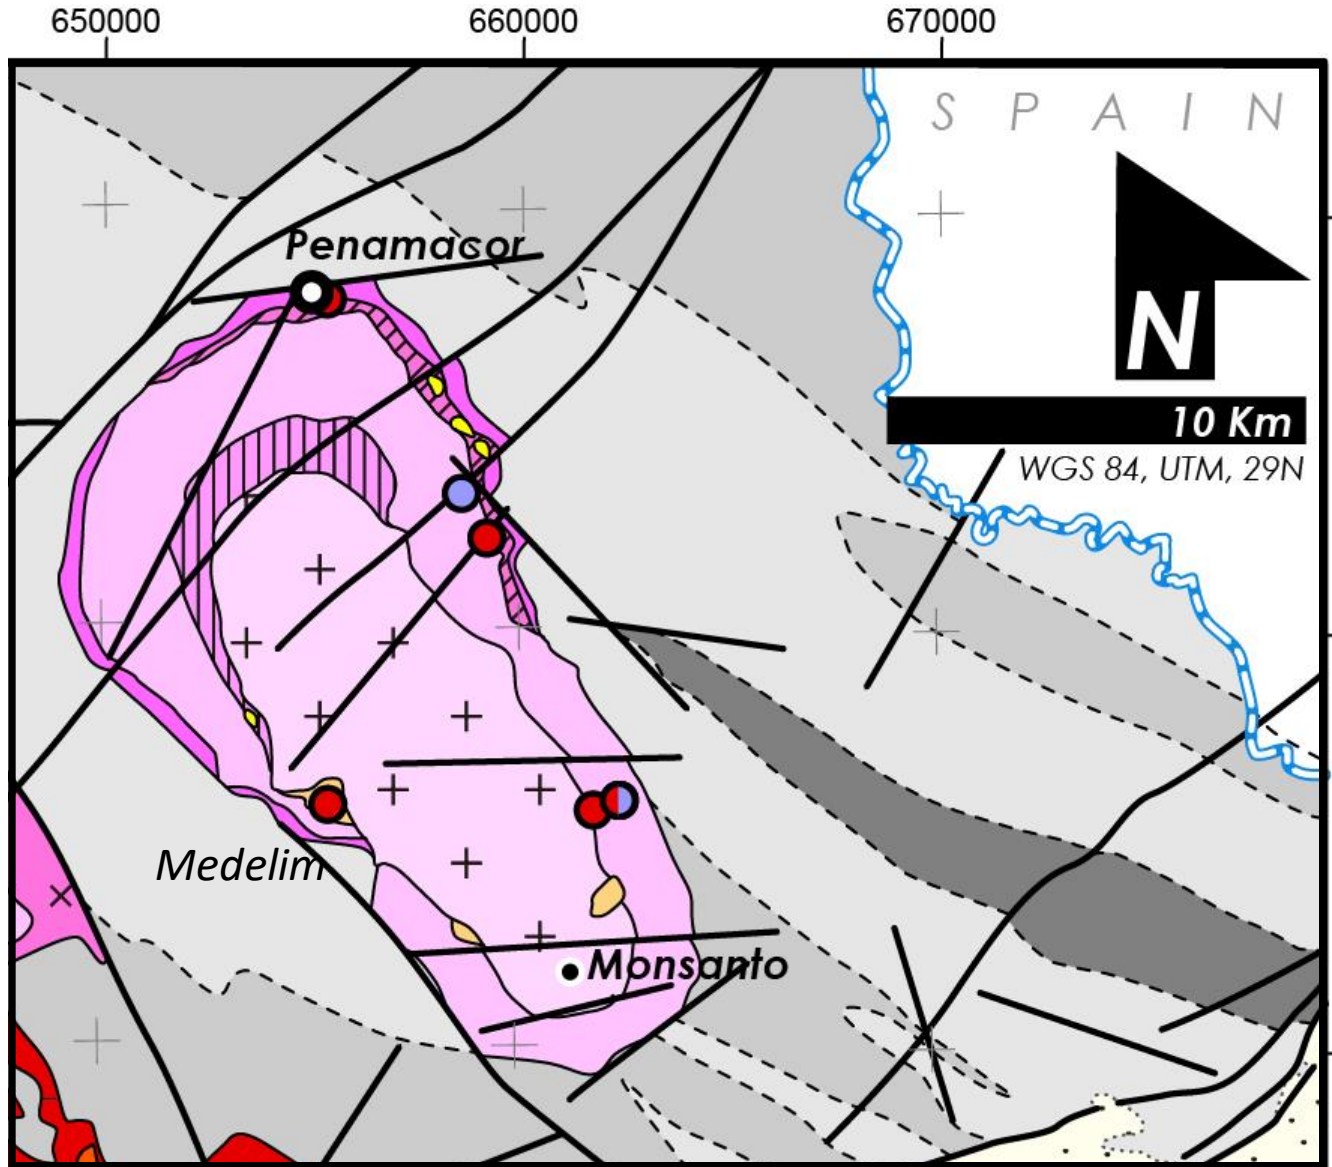 650000 660000 670000
S P A I N
Penamacor
N
10 Km
WGS 84, UTM, 29N
Medelim
Monsanto